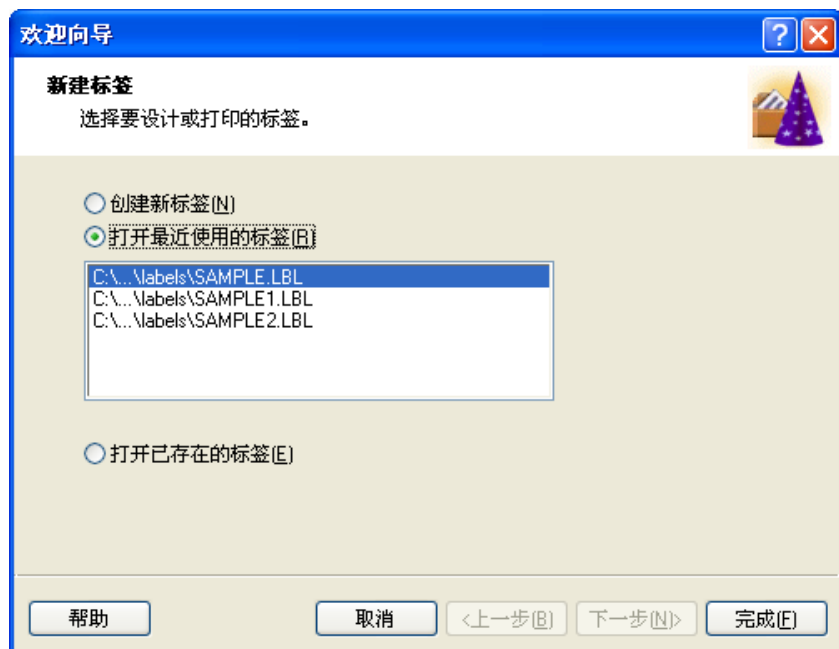 欢迎向导
新建标签
选择要设计或打印的标签。
创建新标签(N)
打开最近使用的标签(R)
C:\...\labels\SAMPLE.LBL
C:\...\labels\SAMPLE1.LBL
C:\...\labels\SAMPLE2.LBL
打开已存在的标签(E)
帮助 取消 <上一步(B) 下一步(N)> 完成(F)